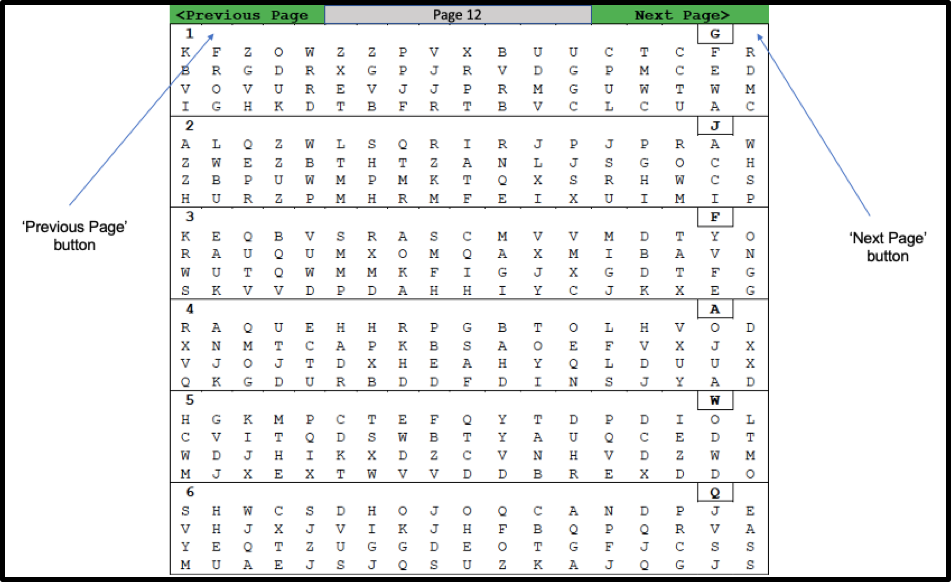 <Previous Page Page 12 Next Page>
1 G
K F Z O W Z Z P V X B U U C T C F R
B R G D R X G P J R V D G P M C E D
V O V U R E V J J P R M G U W T W M
I G H K D T B F R T B V C L C U A C
2 J
A L Q Z W L S Q R I R J P J P R A W
Z W E Z B T H T Z A N L J S G O C H
Z B P U W M P M K T Q X S R H W C S
H U R Z P M H R M F E I X U I M I P
3 F
K E Q B V S R A S C M V V M D T Y O
R A U Q U M X O M Q A X M I B A V N
W U T Q W M M K F I G J X G D T F G
S K V V D P D A H H I Y C J K X E G
4 A
R A Q U E H H R P G B T O L H V O D
X N M T C A P K B S A O E F V X J X
V J O J T D X H E A H Y Q L D U U X
Q K G D U R B D D F D I N S J Y A D
5 W
H G K M P C T E F Q Y T D P D I O L
C V I T Q D S W B T Y A U Q C E D T
W D J H I K X D Z C V N H V D Z W M
M J X E X T W V V D D B R E X D D O
6 Q
S H W C S D H O J O Q C A N D P J E
V H J X J V I K J H F B Q P Q R V A
Y E Q T Z U G G D E O T G F J C S S
M U A E J S J Q S U Z K A J Q G J S
‘Previous Page’
button
‘Next Page’
button